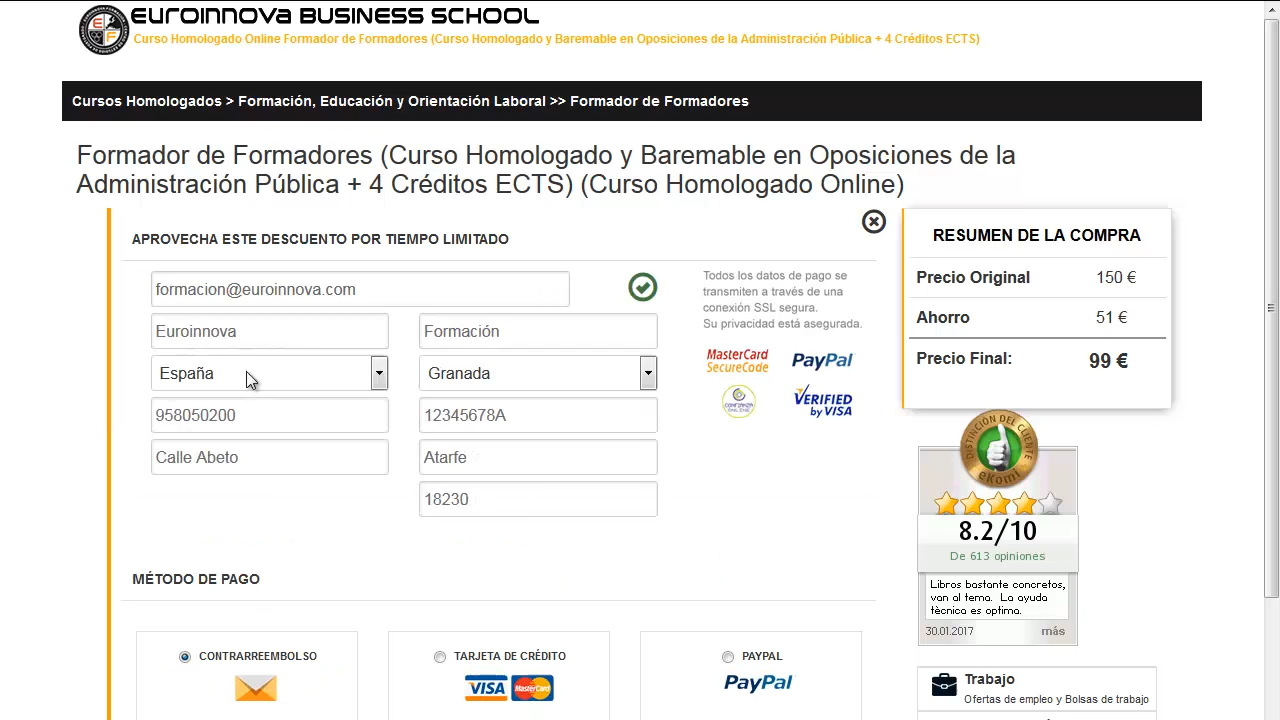 EUROINNOVA BUSINESS SCHOOL
Curso Homologado Online Formador de Formadores (Curso Homologado y Baremable en Oposiciones de la Administración Pública + 4 Créditos ECTS)
Cursos Homologados > Formación, Educación y Orientación Laboral >> Formador de Formadores
Formador de Formadores (Curso Homologado y Baremable en Oposiciones de la
Administración Pública + 4 Créditos ECTS) (Curso Homologado Online)
APROVECHA ESTE DESCUENTO POR TIEMPO LIMITADO
formacion@euroinnova.com
Euroinnova
Formación
España
Granada
958050200
12345678A
Calle Abeto
Atarfe
18230
Todos los datos de pago se
transmiten a través de una
conexión SSL segura.
Su privacidad está asegurada.
MasterCard
SecureCode
PayPal
CONFIANZA
ONLINE
VERIFIED
by VISA
RESUMEN DE LA COMPRA
Precio Original 150 €
Ahorro 51 €
Precio Final: 99 €
DISTINCIÓN DEL CLIENTE
eKomi
8.2/10
De 613 opiniones
Libros bastante concretos,
van al tema. La ayuda
tècnica es optima.
30.01.2017 más
Trabajo
Ofertas de empleo y Bolsas de trabajo
MÉTODO DE PAGO
CONTRARREEMBOLSO
TARJETA DE CRÉDITO
VISA MasterCard
PAYPAL
PayPal